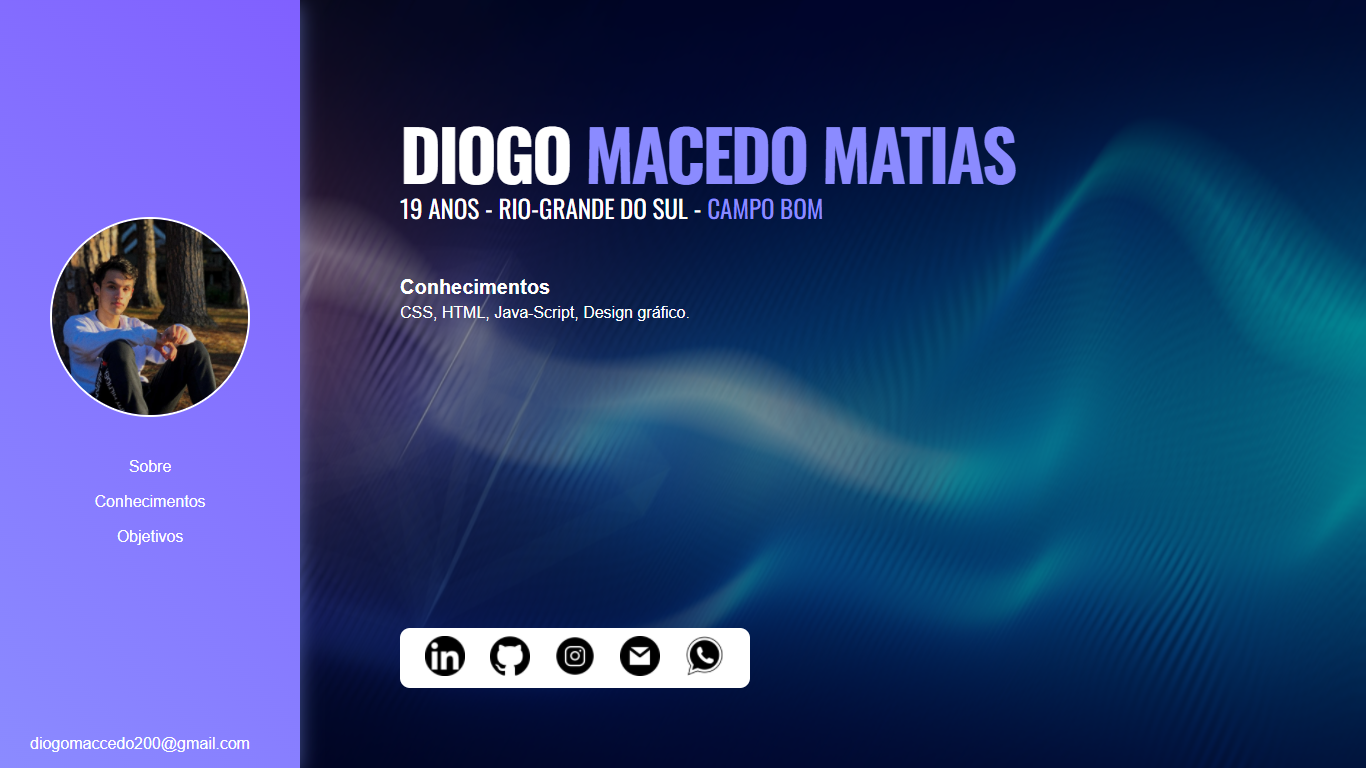 DIOGO MACEDO MATIAS
19 ANOS - RIO-GRANDE DO SUL - CAMPO BOM
Conhecimentos
CSS, HTML, Java-Script, Design gráfico.
Sobre
Conhecimentos
Objetivos
in
diogomaccedo200@gmail.com